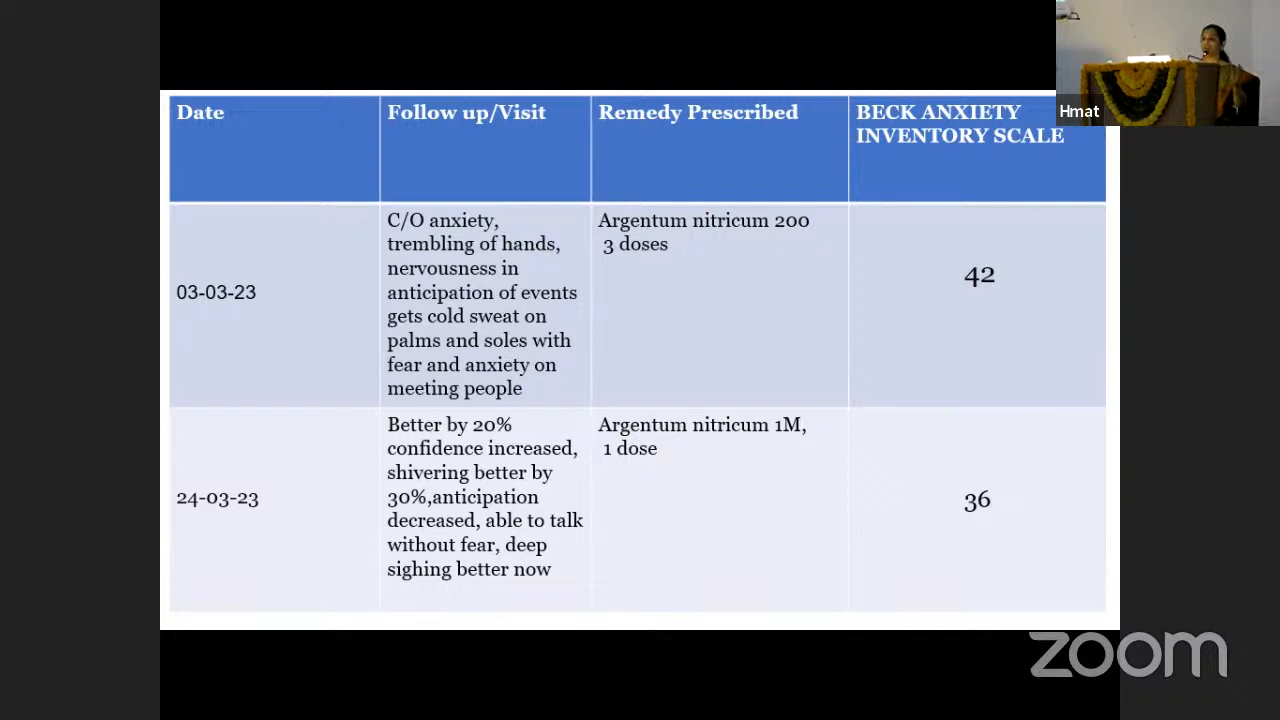 Date
Follow up/Visit
Remedy Prescribed
BECK ANXIETY
INVENTORY SCALE
Hmat
03-03-23
C/O anxiety,
trembling of hands,
nervousness in
anticipation of events
gets cold sweat on
palms and soles with
fear and anxiety on
meeting people
Argentum nitricum 200
3 doses
42
24-03-23
Better by 20%
confidence increased,
shivering better by
30%,anticipation
decreased, able to talk
without fear, deep
sighing better now
Argentum nitricum 1M,
1 dose
36
zoom